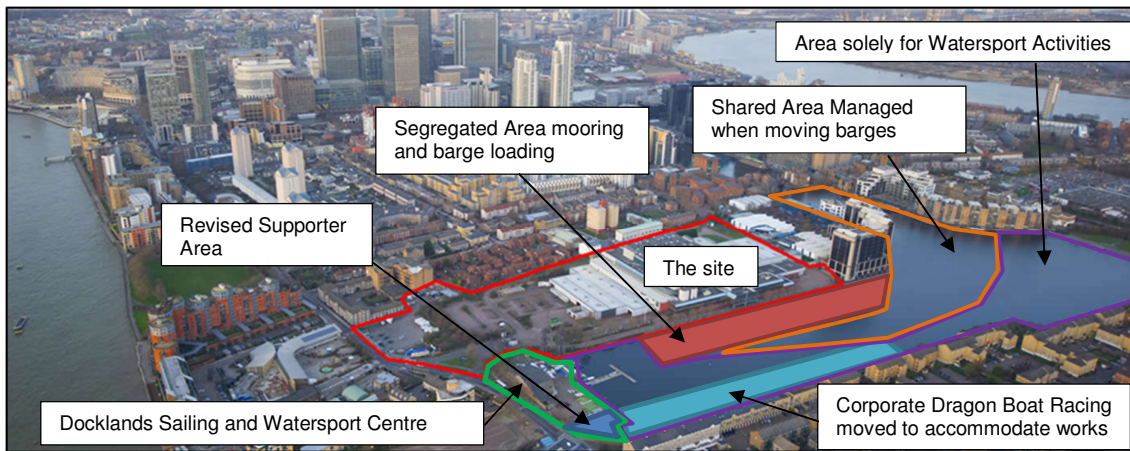 Area solely for Watersport Activities
Shared Area Managed
when moving barges
Segregated Area mooring
and barge loading
Revised Supporter
Area
The site
Docklands Sailing and Watersport Centre
Corporate Dragon Boat Racing
moved to accommodate works